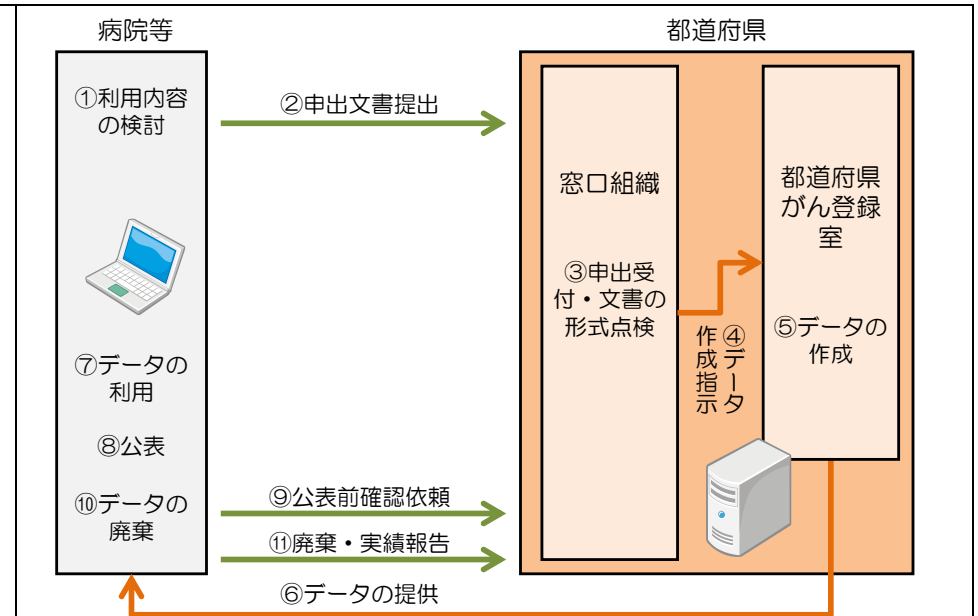 病院等
都道府県
①利用内容
の検討
②申出文書提出
窓口組織
③申出受
付・文書の
形式点検
④データ
作成指示
都道府県
がん登録
室
⑤データの
作成
⑦データの
利用
⑧公表
⑩データの
廃棄
⑨公表前確認依頼
⑪廃棄・実績報告
⑥データの提供